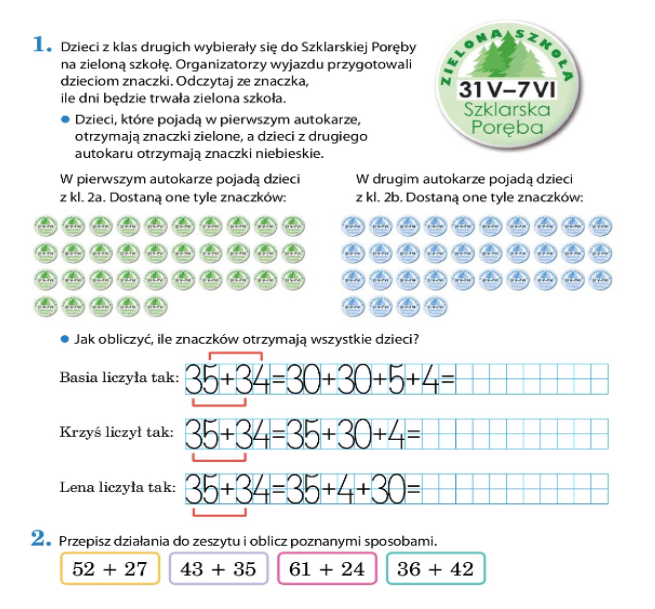 1. Dzieci z klas drugich wybierały się do Szklarskiej Poręby
na zieloną szkołę. Organizatorzy wyjazdu przygotowali
dzieciom znaczki. Odczytaj ze znaczka,
ile dni będzie trwała zielona szkoła.
ZIELONA SZKOŁA
31 V–7 VI
Szklarska
Poręba
• Dzieci, które pojadą w pierwszym autokarze,
otrzymają znaczki zielone, a dzieci z drugiego
autokaru otrzymają znaczki niebieskie.
W pierwszym autokarze pojadą dzieci
z kl. 2a. Dostaną one tyle znaczków:
W drugim autokarze pojadą dzieci
z kl. 2b. Dostaną one tyle znaczków:
• Jak obliczyć, ile znaczków otrzymają wszystkie dzieci?
Basia liczyła tak: 35+34=30+30+5+4=
Krzyś liczył tak: 35+34=35+30+4=
Lena liczyła tak: 35+34=35+4+30=
2. Przepisz działania do zeszytu i oblicz poznanymi sposobami.
52 + 27 43 + 35 61 + 24 36 + 42